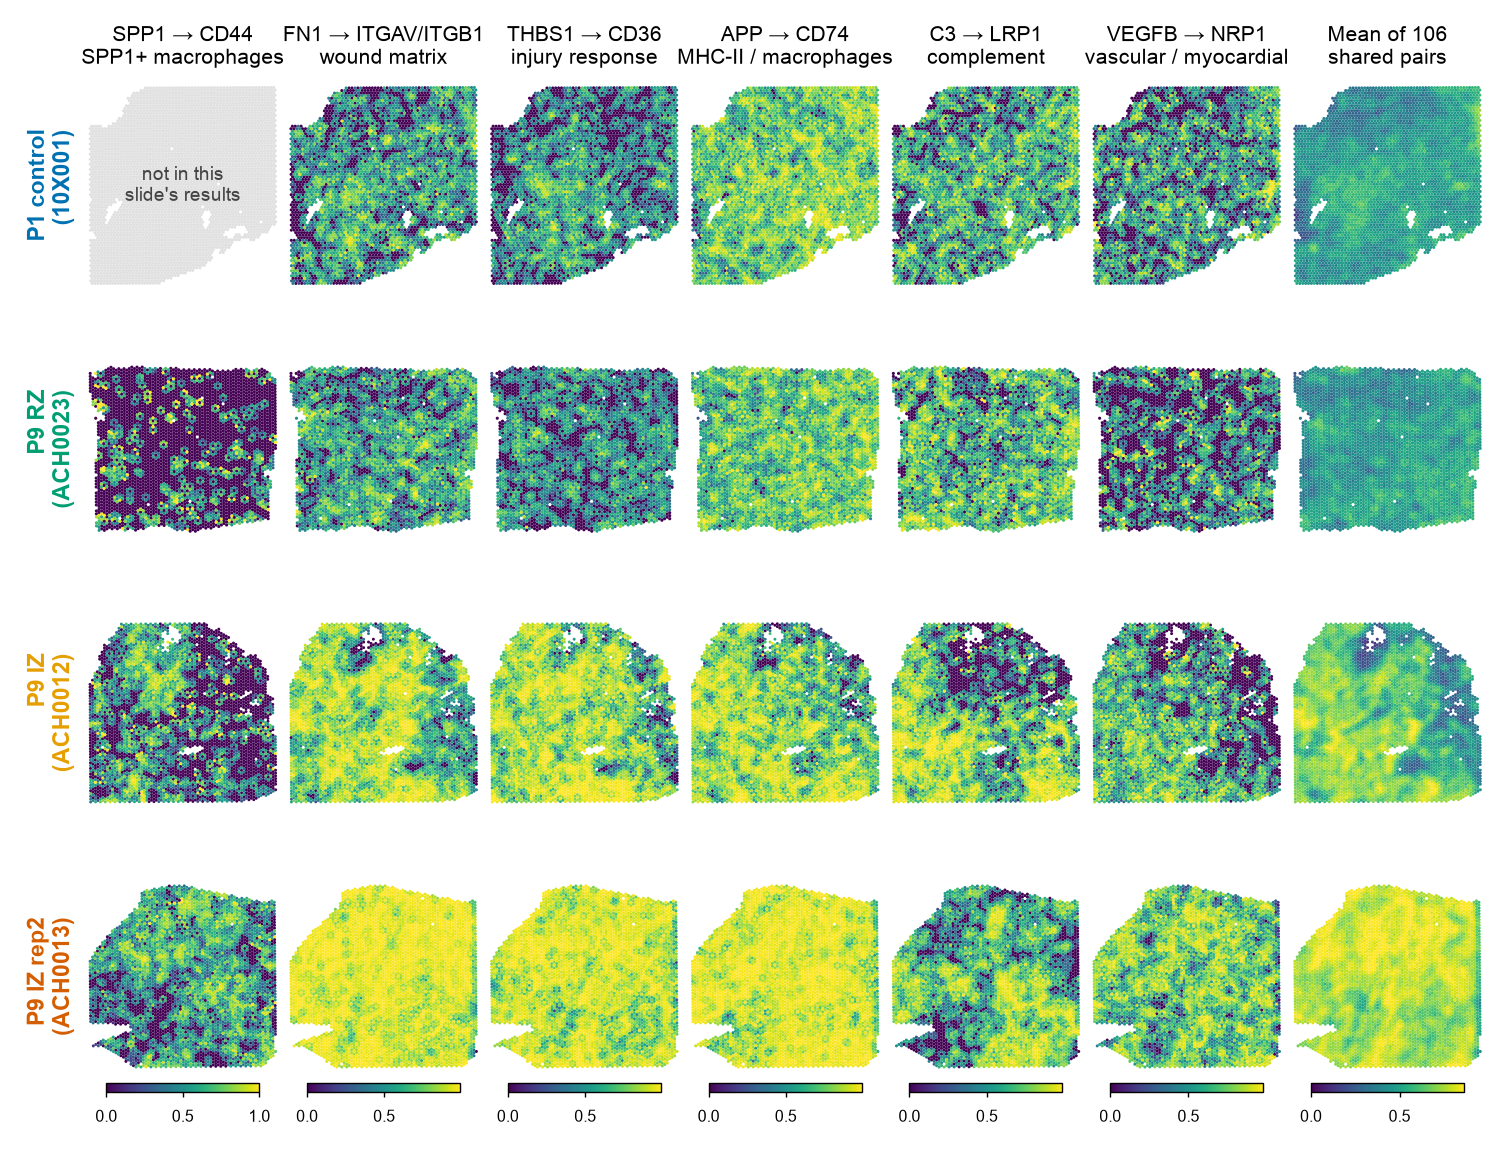 SPP1 → CD44
SPP1+ macrophages
FN1 → ITGAV/ITGB1
wound matrix
THBS1 → CD36
injury response
APP → CD74
MHC-II / macrophages
C3 → LRP1
complement
VEGFB → NRP1
vascular / myocardial
Mean of 106
shared pairs
P1 control
(10X001)
not in this
slide's results
P9 RZ
(ACH0023)
P9 IZ
(ACH0012)
P9 IZ rep2
(ACH0013)
0.0 0.5 1.0
0.0 0.5
0.0 0.5
0.0 0.5
0.0 0.5
0.0 0.5
0.0 0.5